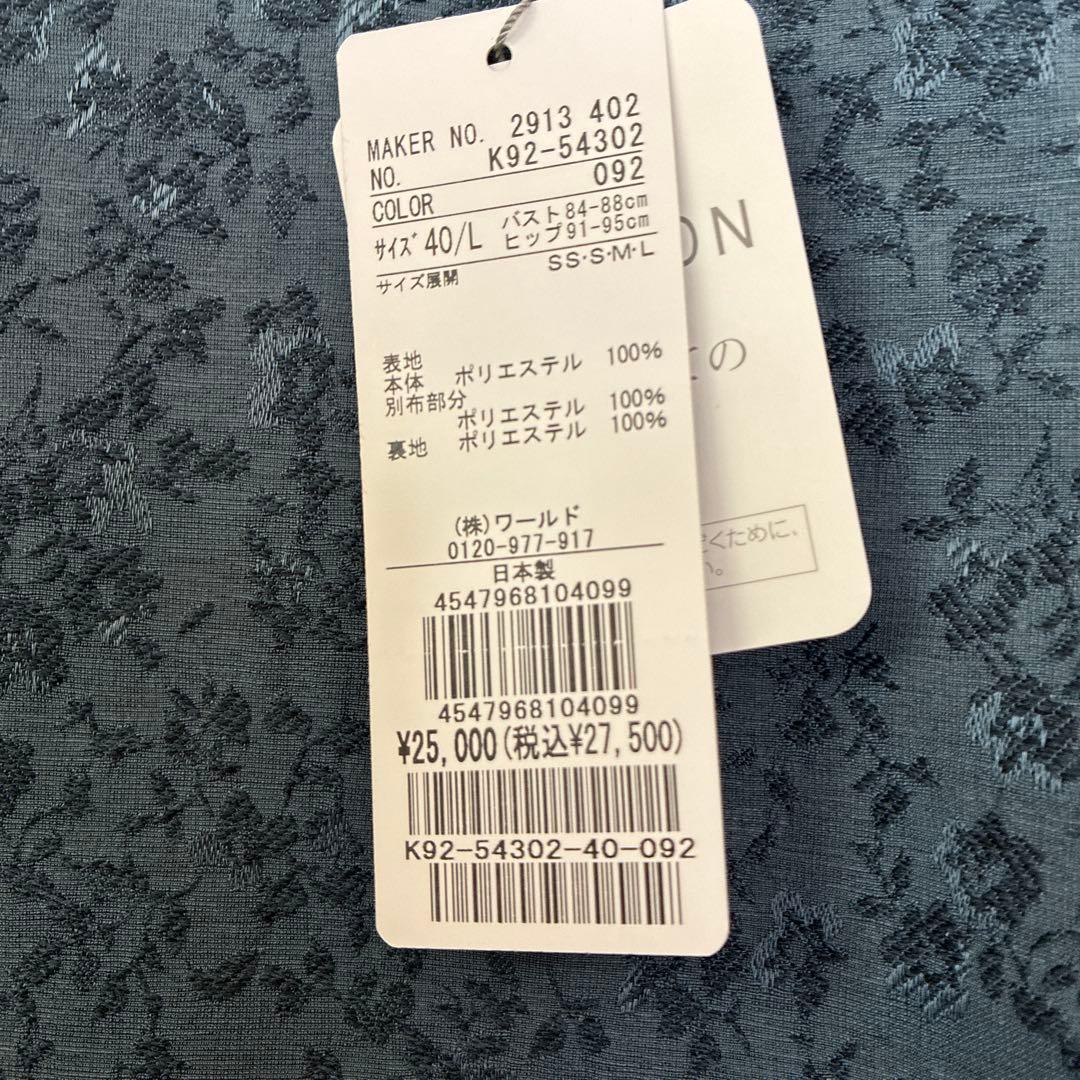 MAKER NO. 2913 402
NO. K92-54302
COLOR 092
サイズ 40/L バスト84-88cm
ヒップ91-95cm
サイズ展開 SS・S・M・L
表地
本体 ポリエステル 100%
別布部分
ポリエステル 100%
裏地 ポリエステル 100%
(株)ワールド
0120-977-917
日本製
4547968104099
4547968104099
¥25,000(税込¥27,500)
K92-54302-40-092
ON
の
くために、
い。